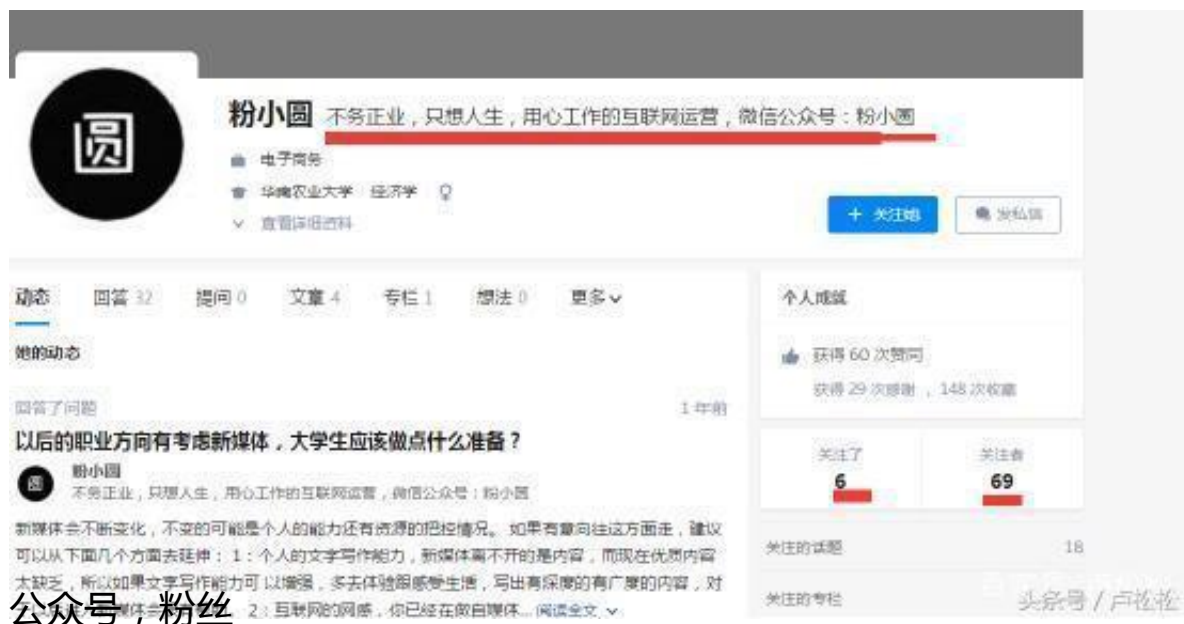 圆
粉小圆 不务正业，只想人生，用心工作的互联网运营，微信公众号：粉小圆
电子商务
华南农业大学 经济学
查看详细资料
+ 关注她
发私信
动态 回答 32 提问 0 文章 4 专栏 1 想法 0 更多
她的动态
回答了问题 1 年前
以后的职业方向有考虑新媒体，大学生应该做点什么准备？
圆
粉小圆
不务正业，只想人生，用心工作的互联网运营，微信公众号：粉小圆
新媒体会不断变化，不变的可能是个人的能力还有资源的把控情况。 如果有意向往这方面走，建议
可以从下面几个方面去延伸： 1：个人的文字写作能力，新媒体离不开的是内容，而现在优质内容
太缺乏，所以如果文字写作能力可以增强，多去体验跟感受生活，写出有深度的有广度的内容，对
2：互联网的网感，你已经在做自媒体... 阅读全文
公众号，粉丝
个人成就
获得 60 次赞同
获得 29 次感谢 ，148 次收藏
关注了 关注者
6 69
关注的话题 18
关注的专栏
头条号 / 卢松松